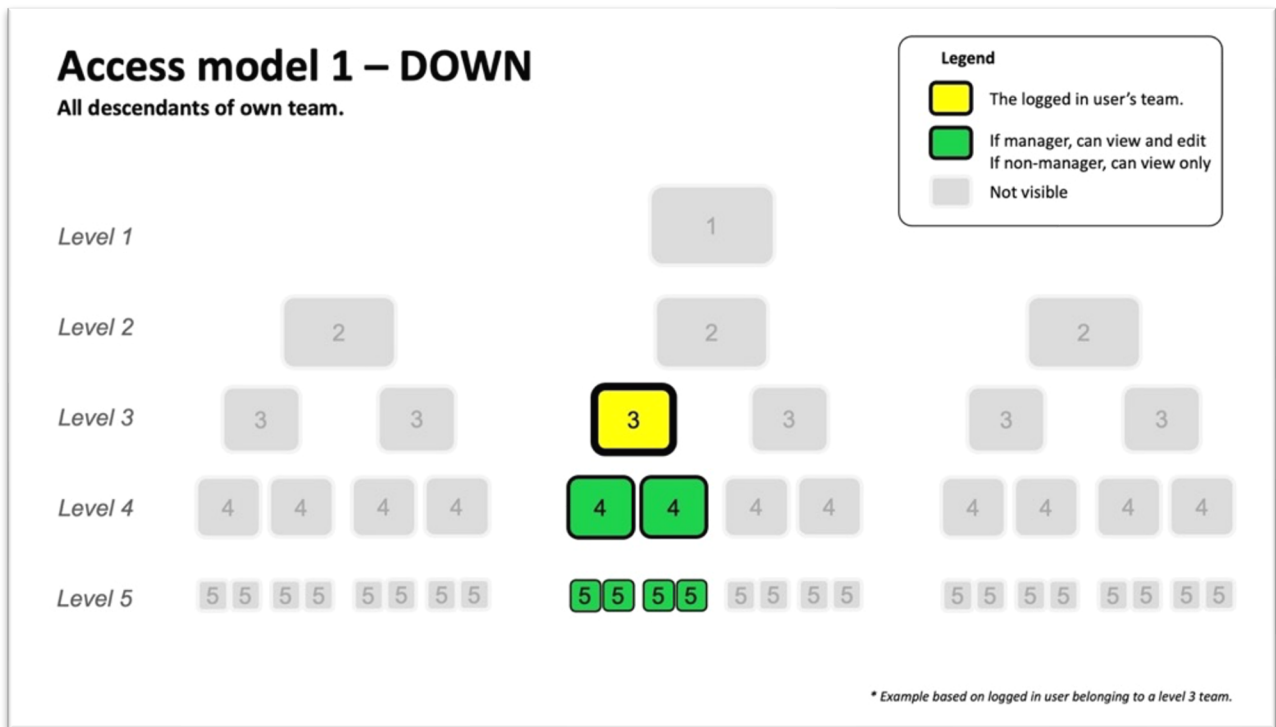 Access model 1 – DOWN
All descendants of own team.
Legend
The logged in user's team.
If manager, can view and edit
If non-manager, can view only
Not visible
Level 1
1
Level 2
2 2 2
Level 3
3 3 3 3 3 3
Level 4
4 4 4 4 4 4 4 4 4 4 4 4
Level 5
5 5 5 5 5 5 5 5 5 5 5 5 5 5 5 5 5 5 5 5 5 5 5 5
* Example based on logged in user belonging to a level 3 team.